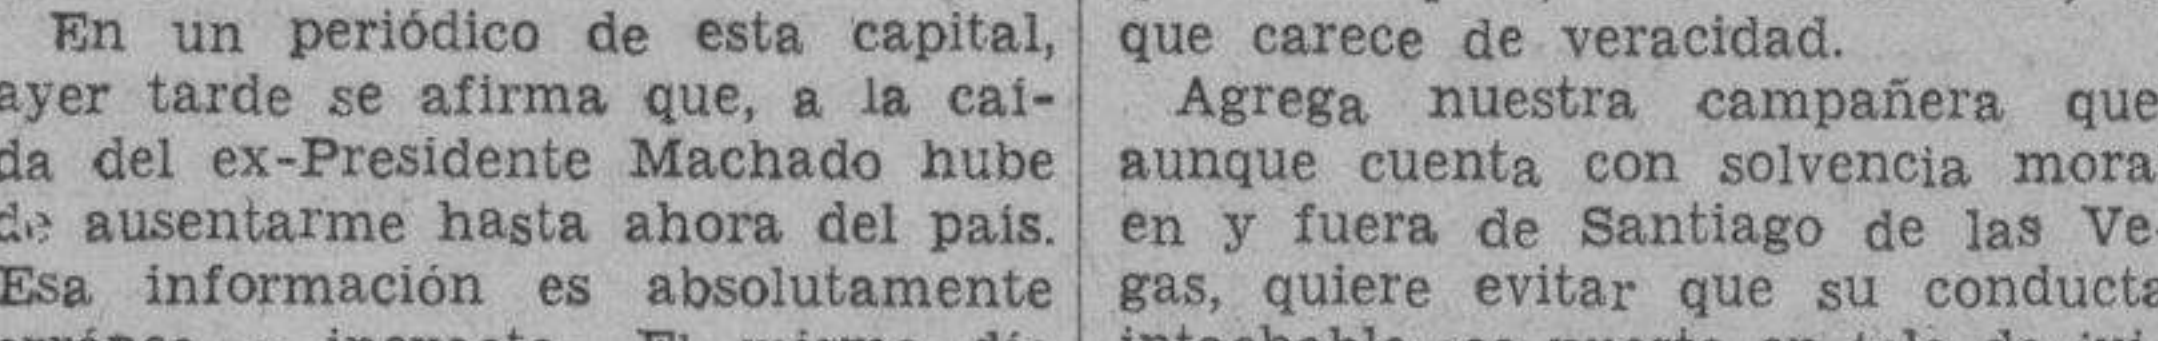 En un periódico de esta capital,
ayer tarde se afirma que, a la caí-
da del ex-Presidente Machado hube
de ausentarme hasta ahora del país.
Esa información es absolutamente
que carece de veracidad.
Agrega nuestra campañera que
aunque cuenta con solvencia mora
en y fuera de Santiago de las Ve-
gas, quiere evitar que su conducta